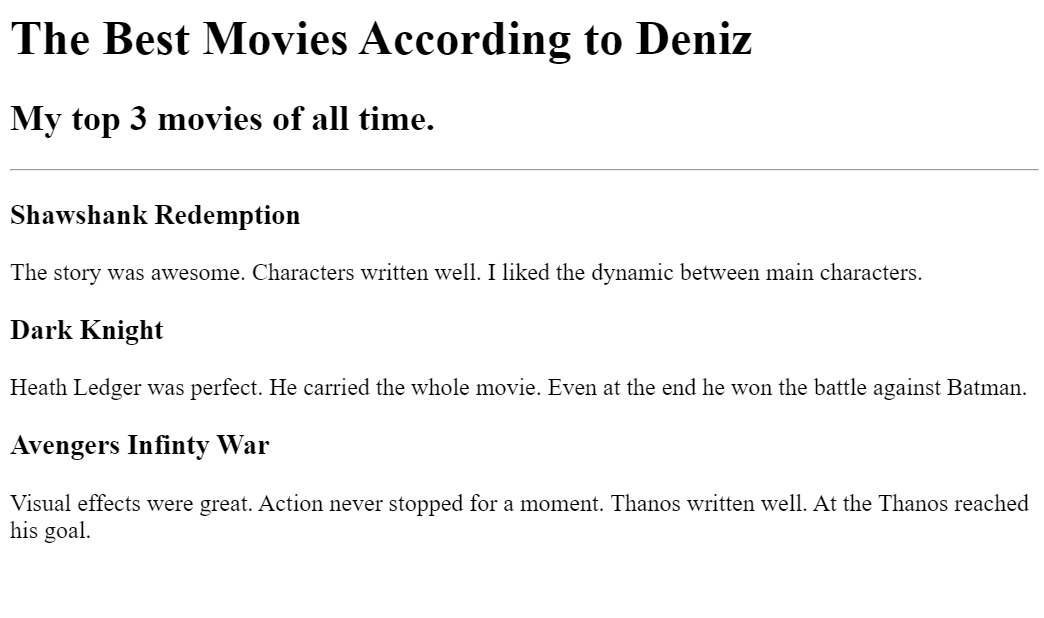 The Best Movies According to Deniz
My top 3 movies of all time.
Shawshank Redemption
The story was awesome. Characters written well. I liked the dynamic between main characters.
Dark Knight
Heath Ledger was perfect. He carried the whole movie. Even at the end he won the battle against Batman.
Avengers Infinty War
Visual effects were great. Action never stopped for a moment. Thanos written well. At the Thanos reached
his goal.